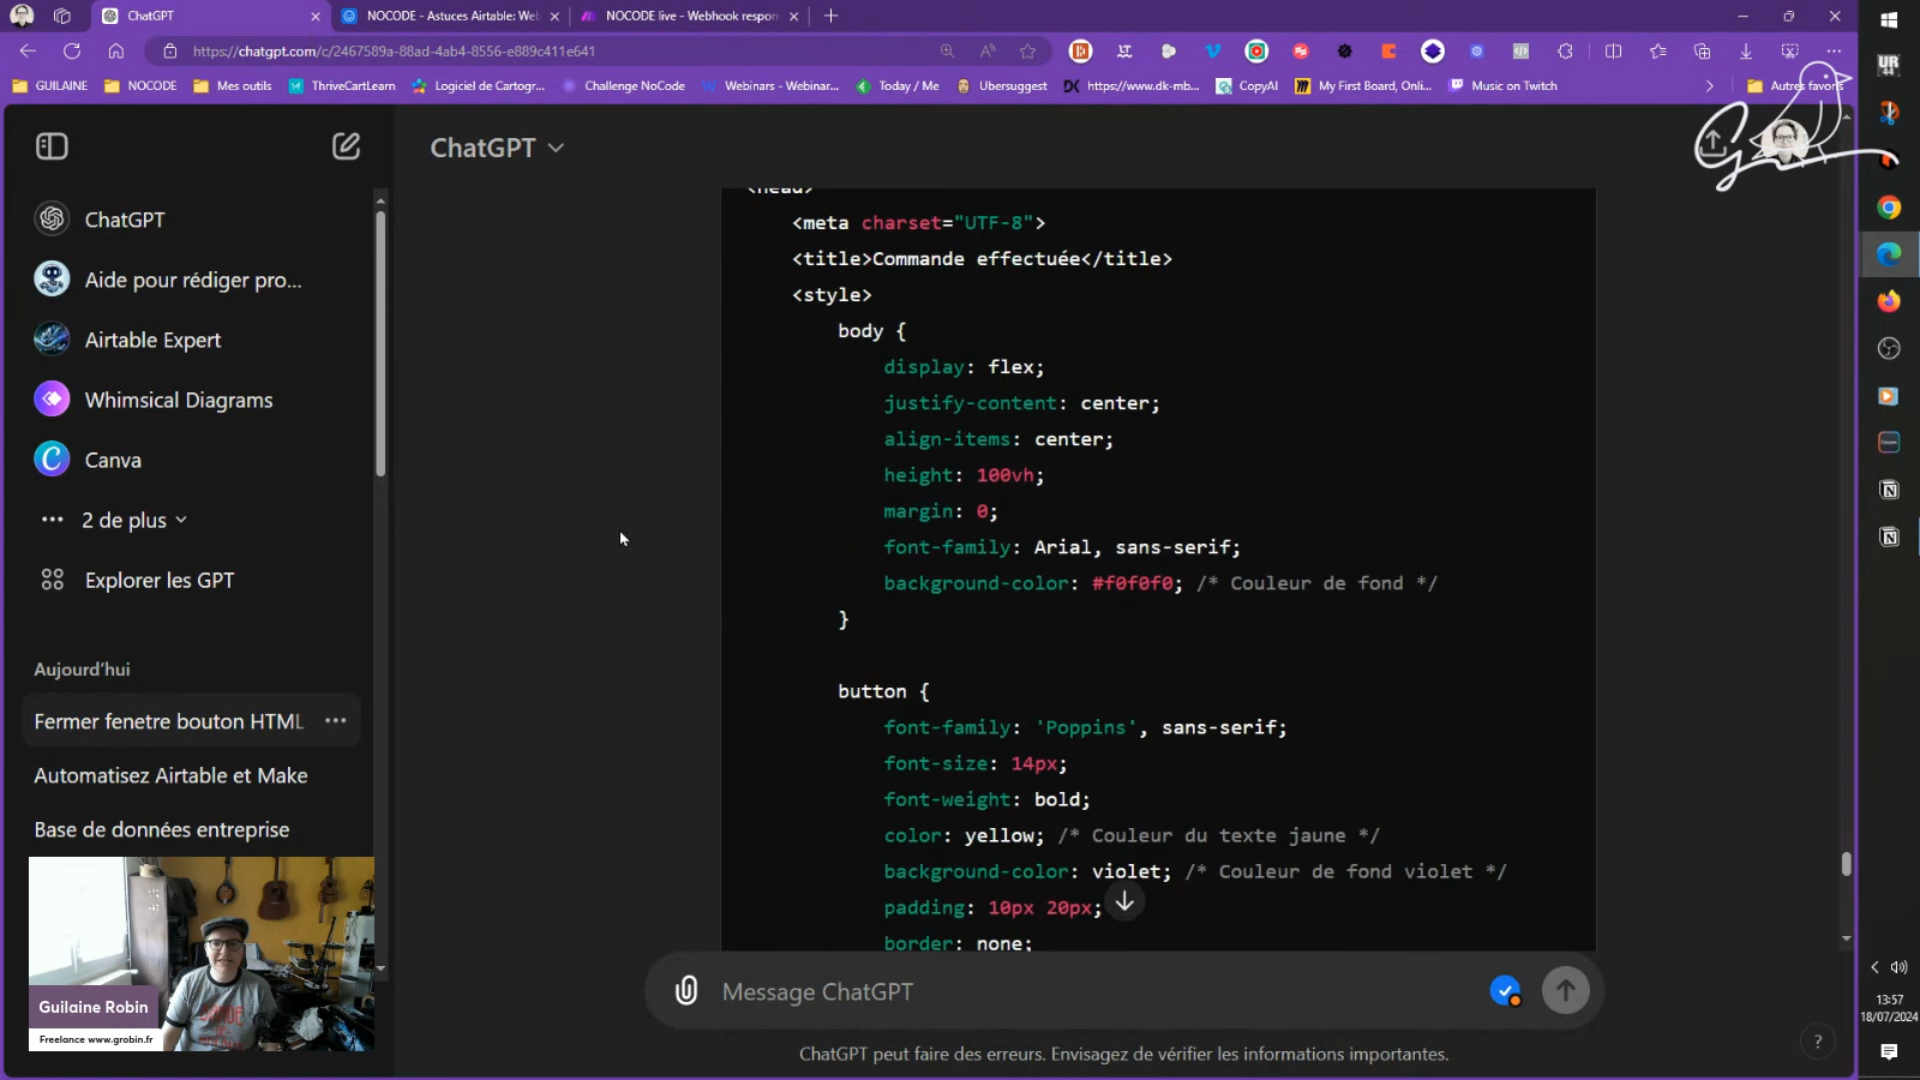 ChatGPT
NOCODE - Astuces Airtable: Wel
NOCODE live - Webhook respon
https://chatgpt.com/c/2467589a-88ad-4ab4-8556-e889c411e641
GUILAINE
NOCODE
Mes outils
ThriveCartLearn
Logiciel de Cartogr...
Challenge NoCode
Webinars - Webinar...
Today / Me
Ubersuggest
https://www.dk-mb...
CopyAI
My First Board, Onli...
Music on Twitch
Autres favoris
ChatGPT
ChatGPT
Aide pour rédiger pro...
Airtable Expert
Whimsical Diagrams
Canva
2 de plus
Explorer les GPT
Aujourd’hui
Fermer fenetre bouton HTML
Automatisez Airtable et Make
Base de données entreprise
<head>
<meta charset="UTF-8">
<title>Commande effectuée</title>
<style>
body {
display: flex;
justify-content: center;
align-items: center;
height: 100vh;
margin: 0;
font-family: Arial, sans-serif;
background-color: #f0f0f0; /* Couleur de fond */
}
button {
font-family: 'Poppins', sans-serif;
font-size: 14px;
font-weight: bold;
color: yellow; /* Couleur du texte jaune */
background-color: violet; /* Couleur de fond violet */
padding: 10px 20px;
border: none;
Message ChatGPT
ChatGPT peut faire des erreurs. Envisagez de vérifier les informations importantes.
?
Guilaine Robin
Freelance www.grobin.fr
UR
44
13:57
18/07/2024